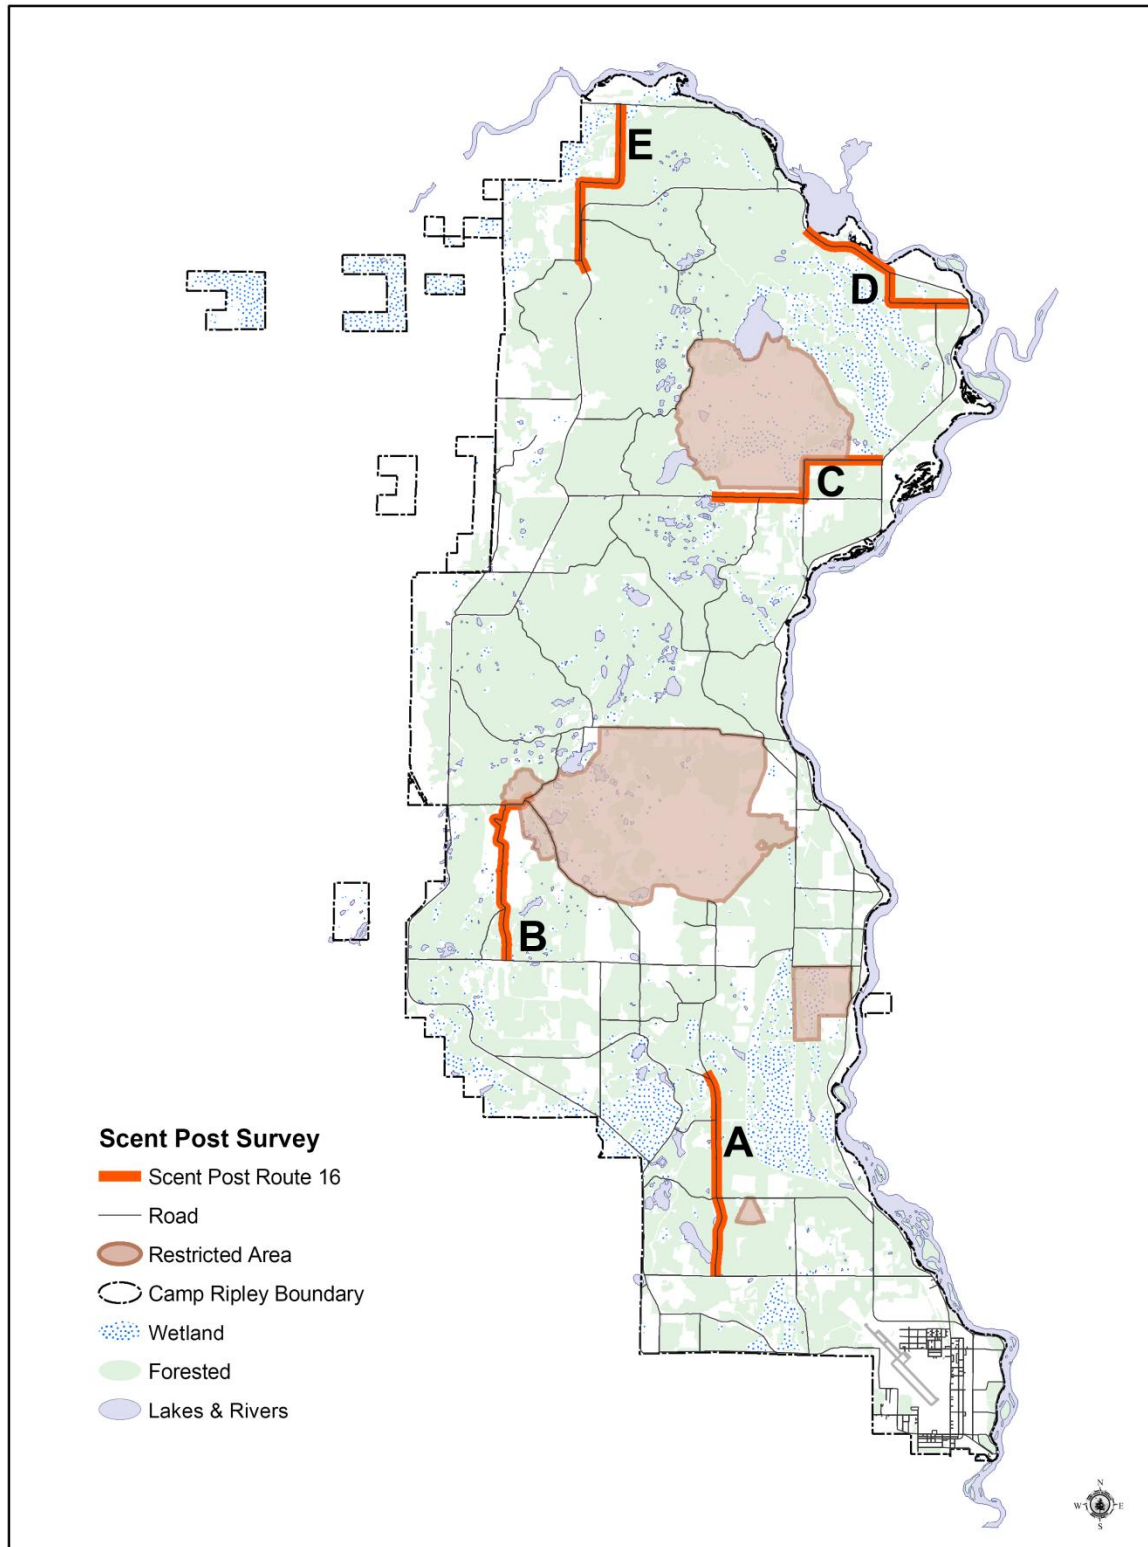 E
D
C
B
A
Scent Post Survey
Scent Post Route 16
Road
Restricted Area
Camp Ripley Boundary
Wetland
Forested
Lakes & Rivers
N
W E
S